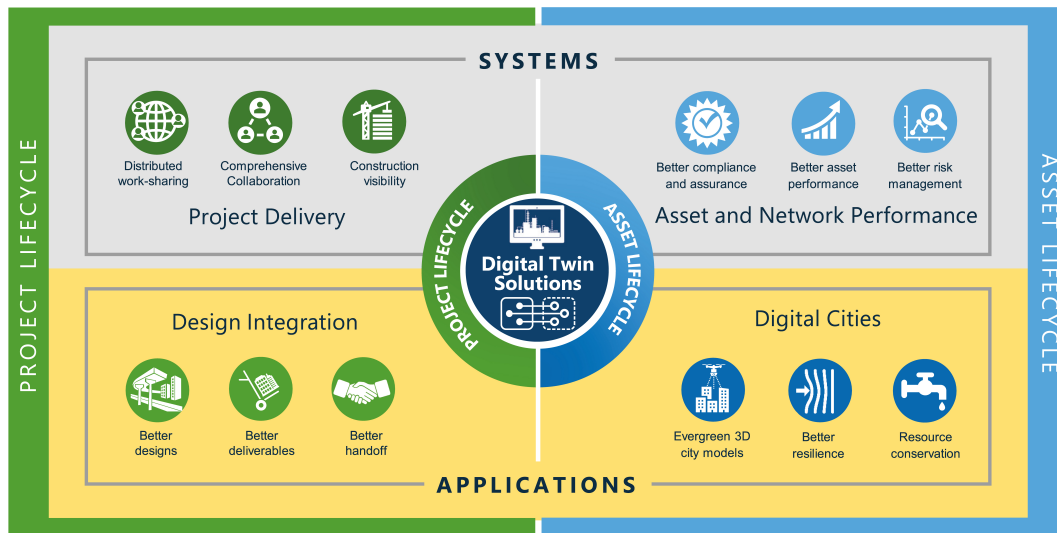 SYSTEMS
PROJECT LIFECYCLE
Distributed
work-sharing
Comprehensive
Collaboration
Construction
visibility
Project Delivery
Better compliance
and assurance
Better asset
performance
Better risk
management
Asset and Network Performance
ASSET LIFECYCLE
PROJECT LIFECYCLE
Digital Twin
Solutions
ASSET LIFECYCLE
Design Integration
Better
designs
Better
deliverables
Better
handoff
Digital Cities
Evergreen 3D
city models
Better
resilience
Resource
conservation
APPLICATIONS